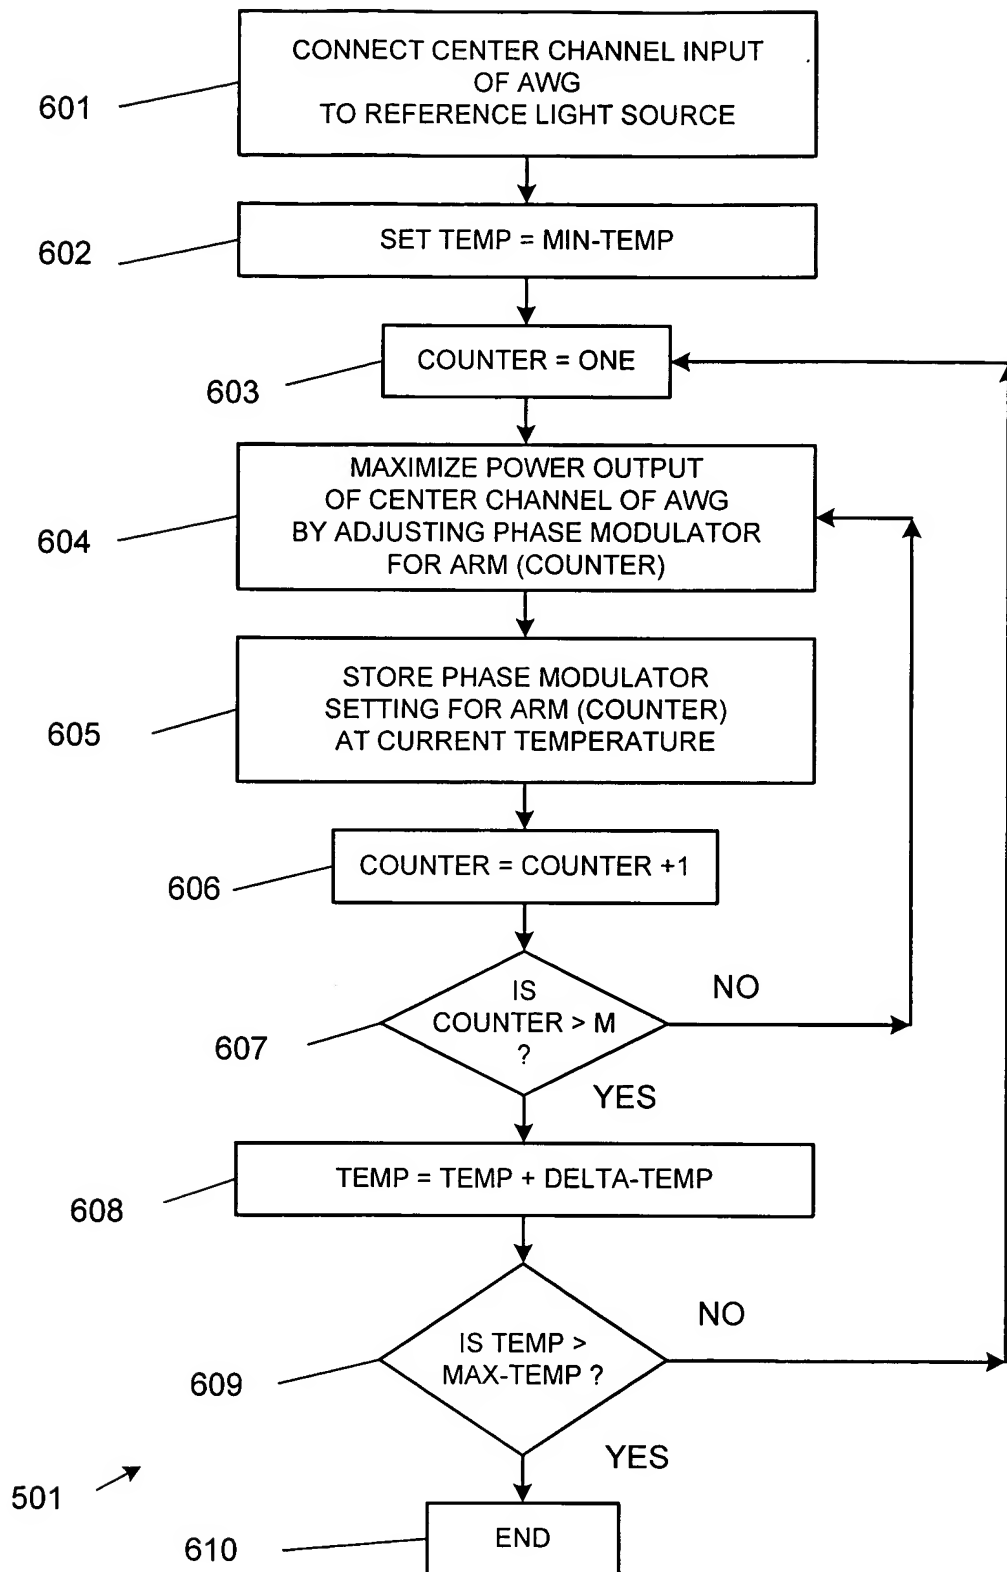 CONNECT CENTER CHANNEL INPUT
OF AWG
TO REFERENCE LIGHT SOURCE
601
SET TEMP = MIN-TEMP
602
COUNTER = ONE
603
MAXIMIZE POWER OUTPUT
OF CENTER CHANNEL OF AWG
BY ADJUSTING PHASE MODULATOR
FOR ARM (COUNTER)
604
STORE PHASE MODULATOR
SETTING FOR ARM (COUNTER)
AT CURRENT TEMPERATURE
605
COUNTER = COUNTER +1
606
IS
COUNTER > M
?
NO
607
YES
TEMP = TEMP + DELTA-TEMP
608
NO
IS TEMP >
MAX-TEMP ?
609
YES
501
END
610